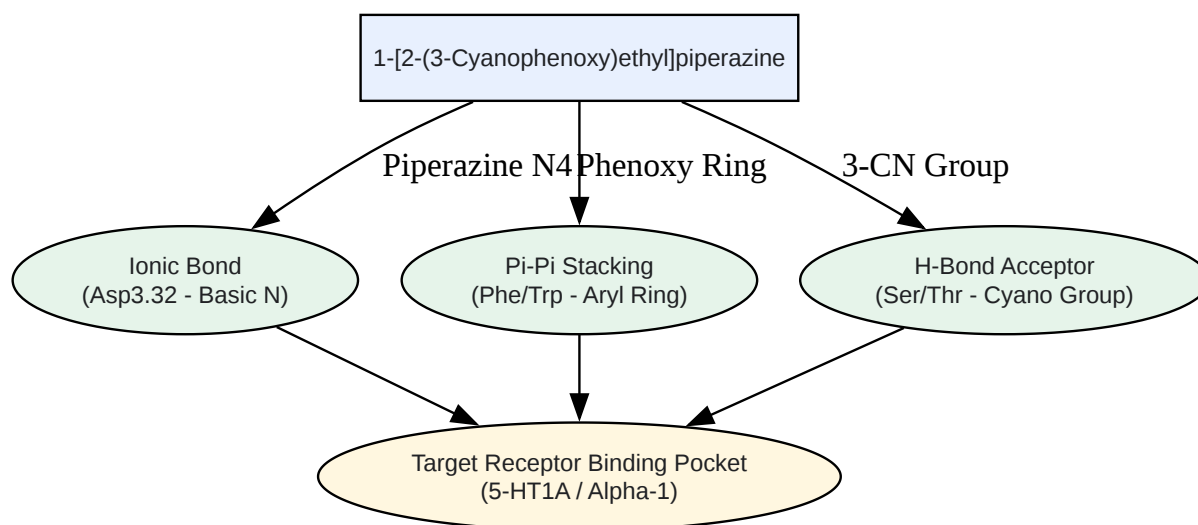 1-[2-(3-Cyanophenoxy)ethyl]piperazine
Piperazine N4
Phenoxy Ring
3-CN Group
Ionic Bond
(Asp3.32 - Basic N)
Pi-Pi Stacking
(Phe/Trp - Aryl Ring)
H-Bond Acceptor
(Ser/Thr - Cyano Group)
Target Receptor Binding Pocket
(5-HT1A / Alpha-1)